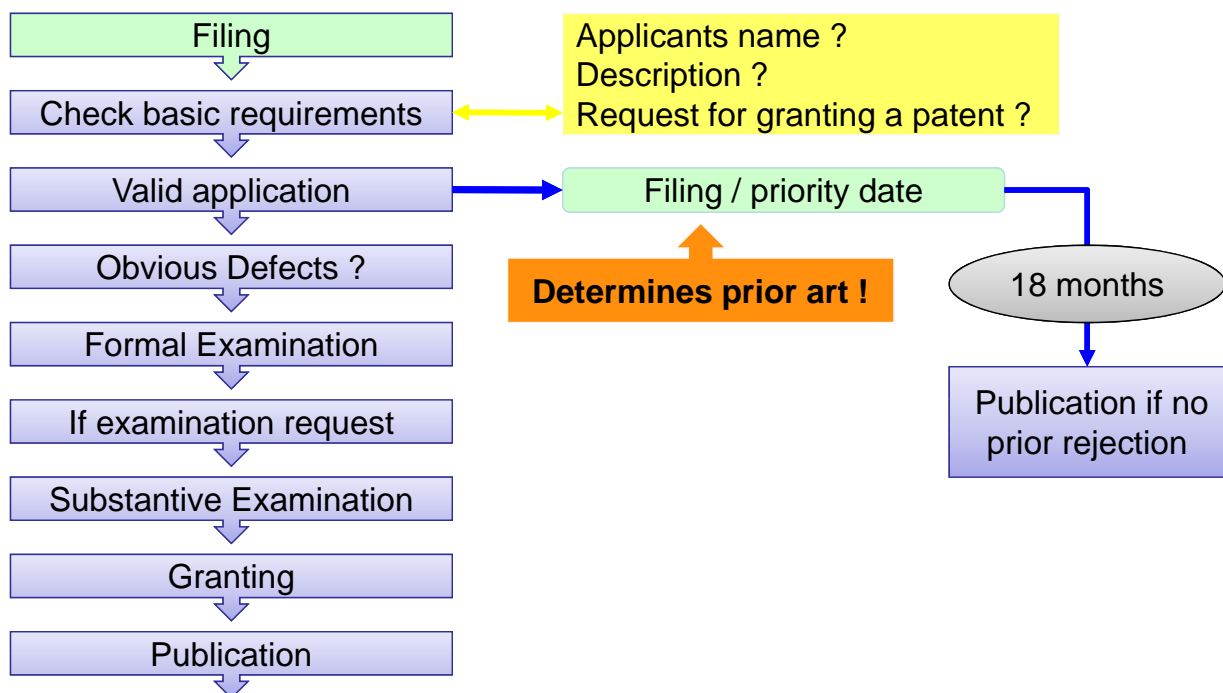 Filing
Applicants name ?
Description ?
Request for granting a patent ?
Check basic requirements
Valid application
Filing / priority date
Obvious Defects ?
Determines prior art !
18 months
Formal Examination
If examination request
Publication if no
prior rejection
Substantive Examination
Granting
Publication